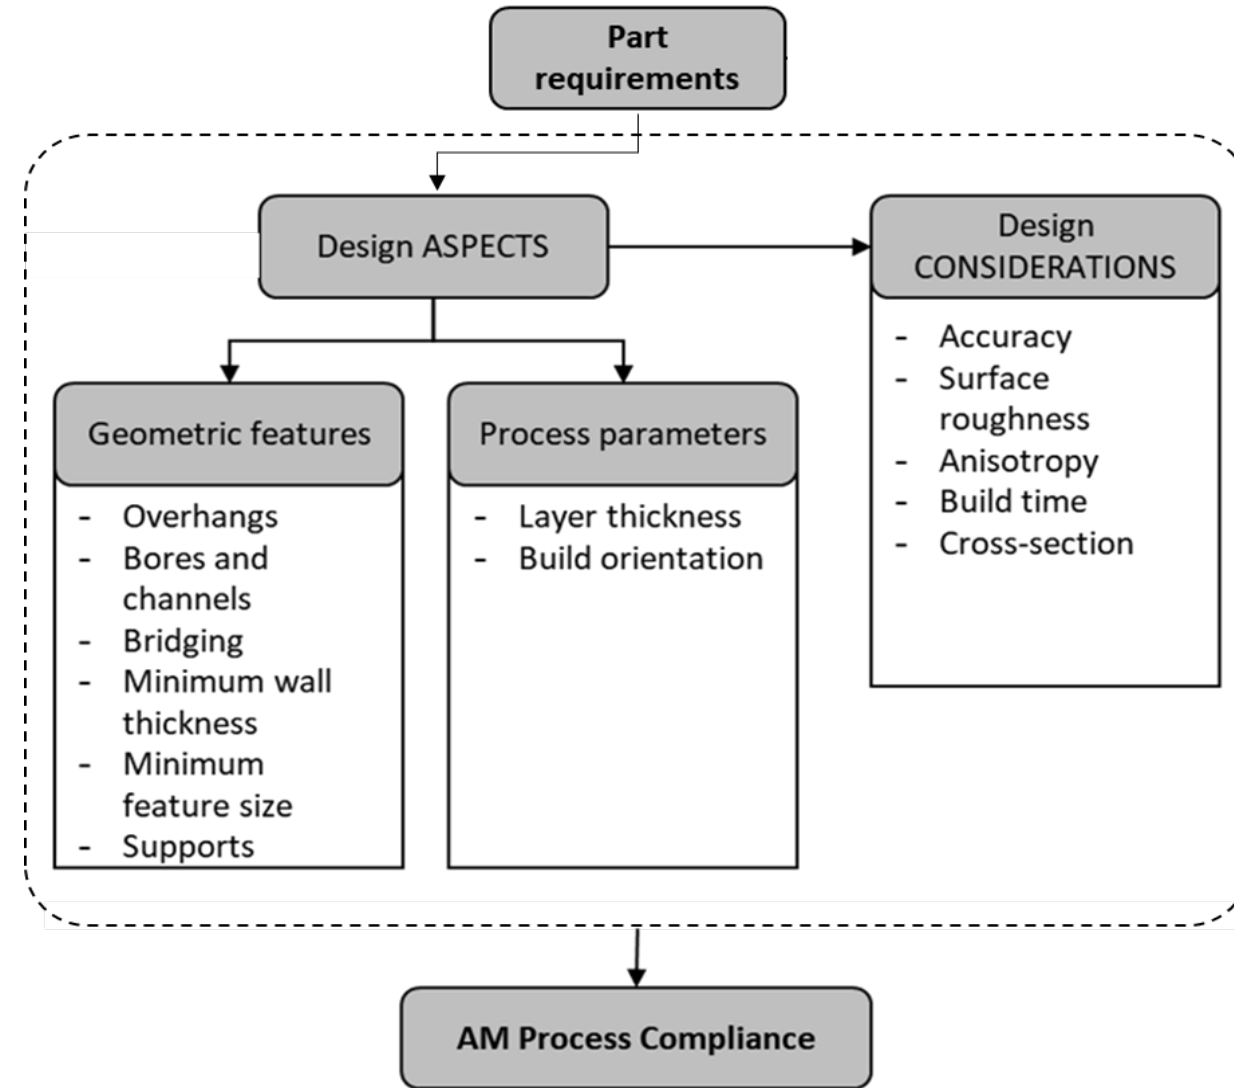 Part
requirements
Design ASPECTS
Design
CONSIDERATIONS
- Accuracy
- Surface
roughness
- Anisotropy
- Build time
- Cross-section
Geometric features
- Overhangs
- Bores and
channels
- Bridging
- Minimum wall
thickness
- Minimum
feature size
- Supports
Process parameters
- Layer thickness
- Build orientation
AM Process Compliance